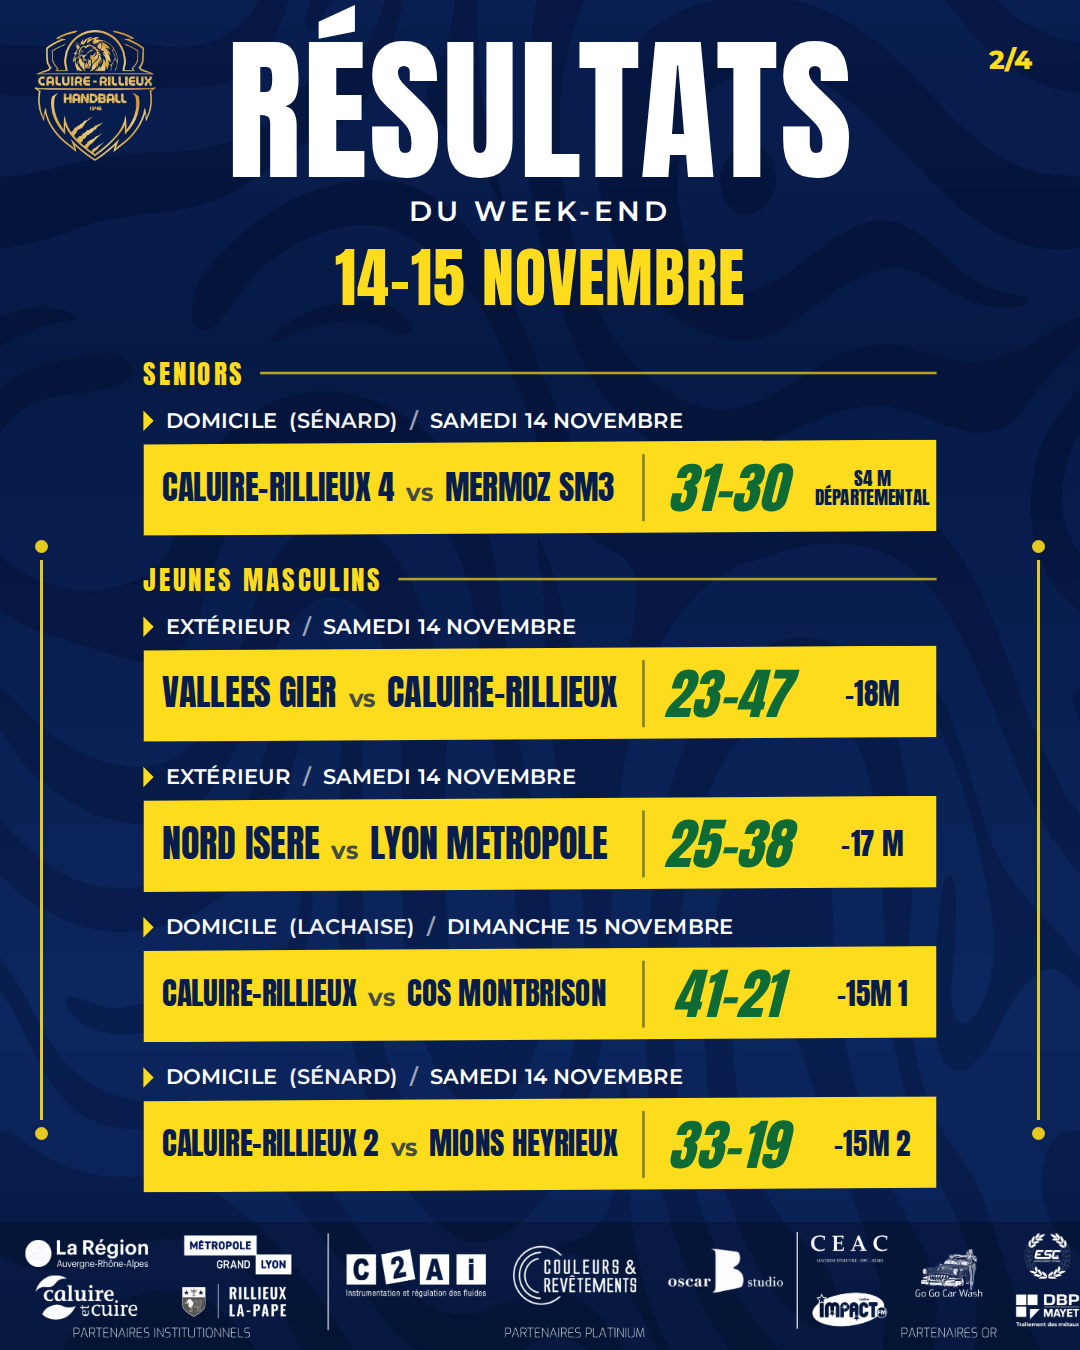 CALUIRE-RILLIEUX
HANDBALL
RÉSULTATS
2/4
DU WEEK-END
14-15 NOVEMBRE
SENIORS
DOMICILE (SÉNARD) / SAMEDI 14 NOVEMBRE
CALUIRE-RILLIEUX 4 vs MERMOZ SM3
31-30
S4 M
DÉPARTEMENTAL
JEUNES MASCULINS
EXTÉRIEUR / SAMEDI 14 NOVEMBRE
VALLEES GIER vs CALUIRE-RILLIEUX
23-47
-18M
EXTÉRIEUR / SAMEDI 14 NOVEMBRE
NORD ISERE vs LYON METROPOLE
25-38
-17 M
DOMICILE (LACHAISE) / DIMANCHE 15 NOVEMBRE
CALUIRE-RILLIEUX vs COS MONTBRISON
41-21
-15M 1
DOMICILE (SÉNARD) / SAMEDI 14 NOVEMBRE
CALUIRE-RILLIEUX 2 vs MIONS HEYRIEUX
33-19
-15M 2
La Région
Auvergne-Rhône-Alpes
MÉTROPOLE
GRAND LYON
caluire
et cuire
RILLIEUX
LA-PAPE
PARTENAIRES INSTITUTIONNELS
C2Ai
Instrumentation et régulation des fluides
COULEURS &
REVÊTEMENTS
oscar B studio
PARTENAIRES PLATINIUM
CEAC
IMPACT FM
Go Go Car Wash
ESC
DBP
MAYET
Traitement des métaux
PARTENAIRES OR